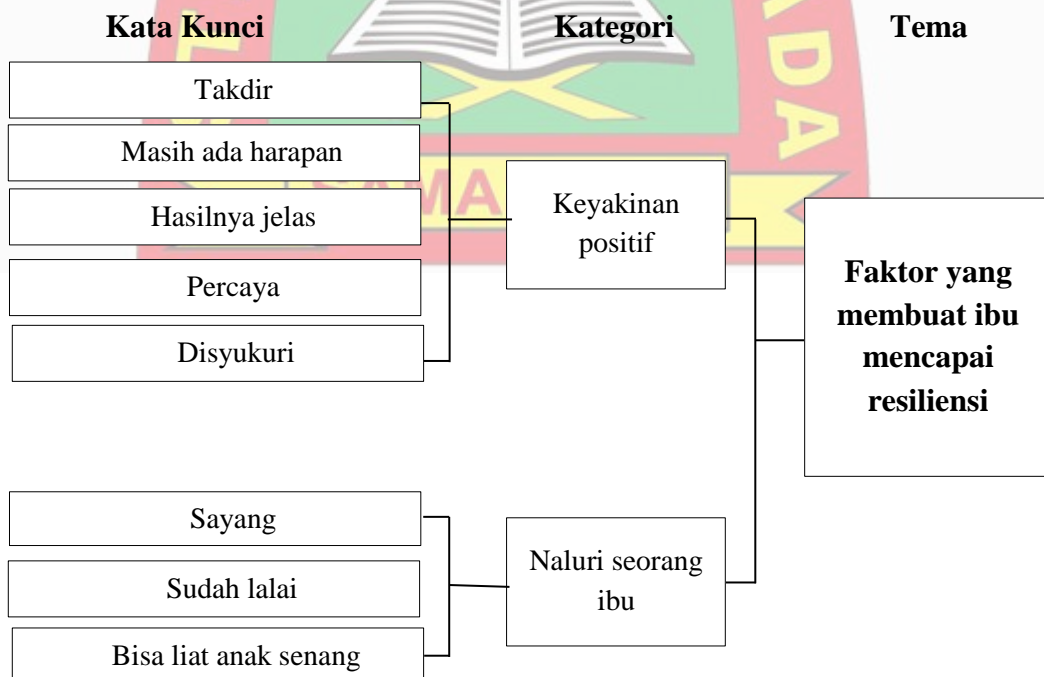 Kata Kunci Kategori Tema
Takdir
Masih ada harapan
Hasilnya jelas
Percaya
Disyukuri
Keyakinan
positif
Sayang
Sudah lalai
Bisa liat anak senang
Naluri seorang
ibu
Faktor yang
membuat ibu
mencapai
resiliensi
ADA